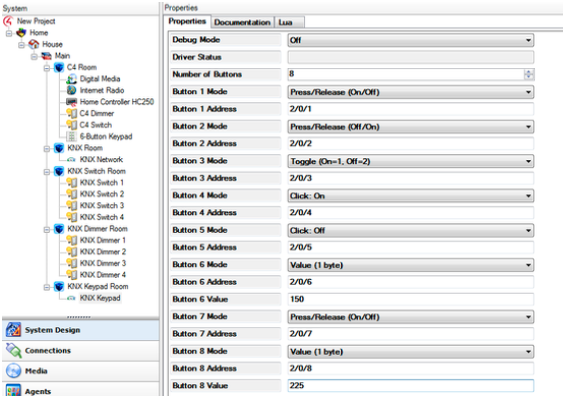 System
New Project
Home
House
Main
C4 Room
Digital Media
Internet Radio
Home Controller HC250
C4 Dimmer
C4 Switch
6-Button Keypad
KNX Room
KNX Network
KNX Switch Room
KNX Switch 1
KNX Switch 2
KNX Switch 3
KNX Switch 4
KNX Dimmer Room
KNX Dimmer 1
KNX Dimmer 2
KNX Dimmer 3
KNX Dimmer 4
KNX Keypad Room
KNX Keypad
System Design
Connections
Media
Agents
Properties
Properties Documentation Lua
Debug Mode Off
Driver Status
Number of Buttons 8
Button 1 Mode Press/Release (On/Off)
Button 1 Address 2/0/1
Button 2 Mode Press/Release (Off/On)
Button 2 Address 2/0/2
Button 3 Mode Toggle (On=1, Off=2)
Button 3 Address 2/0/3
Button 4 Mode Click: On
Button 4 Address 2/0/4
Button 5 Mode Click: Off
Button 5 Address 2/0/5
Button 6 Mode Value (1 byte)
Button 6 Address 2/0/6
Button 6 Value 150
Button 7 Mode Press/Release (On/Off)
Button 7 Address 2/0/7
Button 8 Mode Value (1 byte)
Button 8 Address 2/0/8
Button 8 Value 225